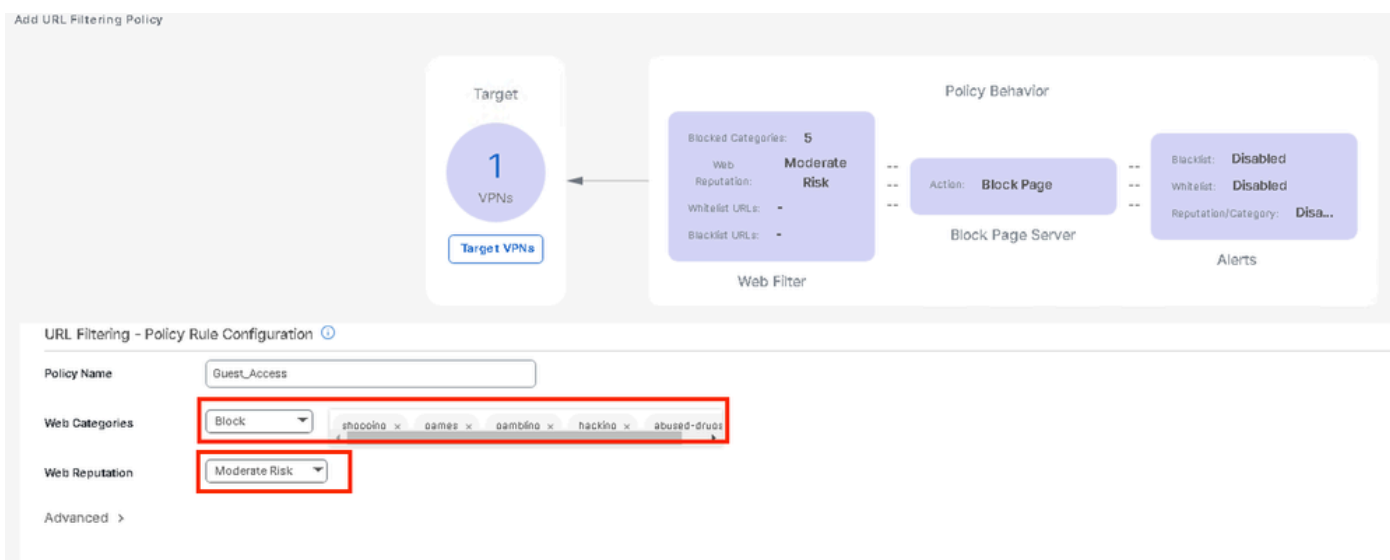 Add URL Filtering Policy
Target
1
VPNs
Target VPNs
Policy Behavior
Blocked Categories: 5
Web Reputation: Moderate Risk
Whitelist URLs: -
Blacklist URLs: -
Web Filter
--
--
--
Action: Block Page
Block Page Server
--
--
--
Blacklist: Disabled
Whitelist: Disabled
Reputation/Category: Disa...
Alerts
URL Filtering - Policy Rule Configuration
Policy Name Guest_Access
Web Categories Block shopping × games × gambling × hacking × abused-drugs
Web Reputation Moderate Risk
Advanced >